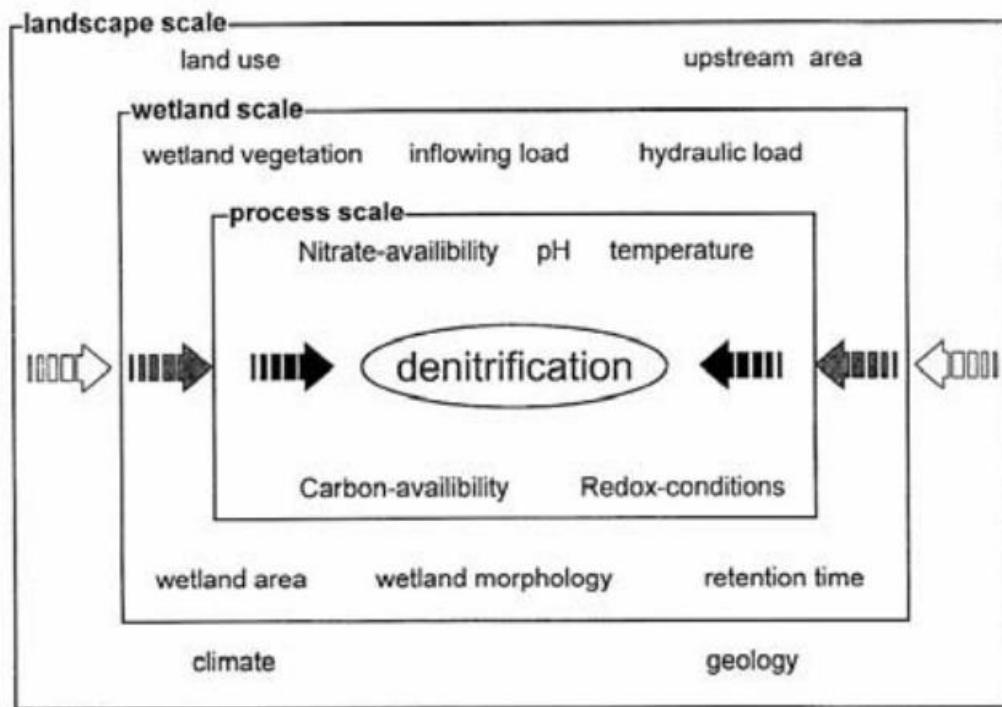 landscape scale
land use upstream area
wetland scale
wetland vegetation inflowing load hydraulic load
process scale
Nitrate-availibility pH temperature
denitrification
Carbon-availibility Redox-conditions
wetland area wetland morphology retention time
climate geology